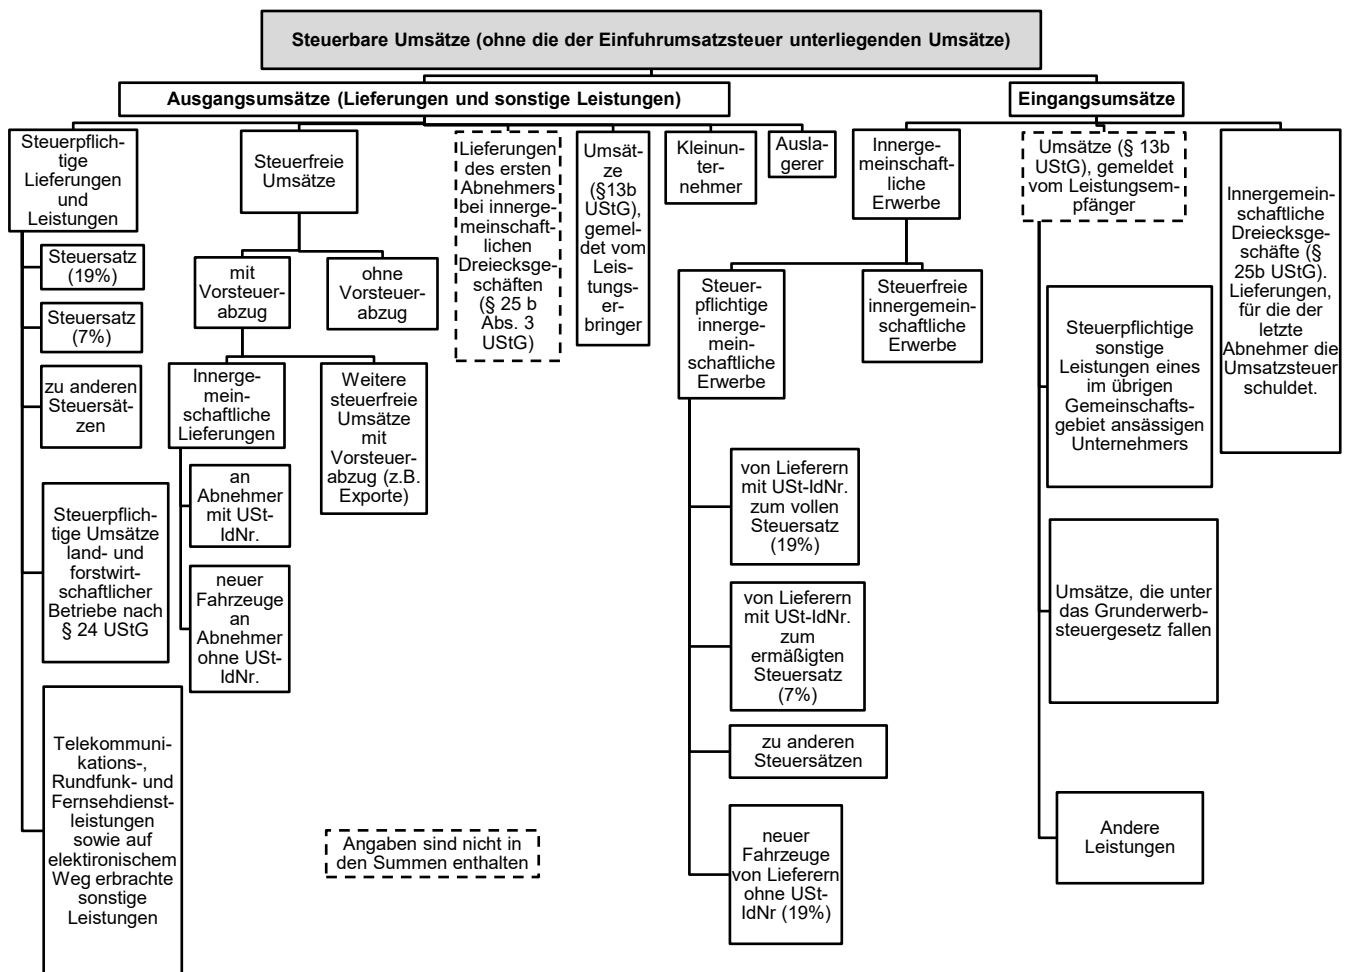 Steuerbare Umsätze (ohne die der Einfuhrumsatzsteuer unterliegenden Umsätze)
Ausgangsumsätze (Lieferungen und sonstige Leistungen)
Eingangsumsätze
Steuerpflich-
tige
Lieferungen
und
Leistungen
Steuerfreie
Umsätze
Lieferungen
des ersten
Abnehmers
bei innerge-
meinschaft-
lichen
Dreiecksge-
schäften
(§ 25 b
Abs. 3
UStG)
Umsät-
ze
(§13b
UStG),
gemel-
det vom
Leis-
tungs-
er-
bringer
Kleinun-
ter-
nehmer
Ausla-
gerer
Innerge-
meinschaft-
liche
Erwerbe
Umsätze (§ 13b
UStG), gemeldet
vom Leistungsem-
pfänger
Innergemein-
schaftliche
Dreiecksge-
schäfte (§
25b UStG).
Lieferungen,
für die der
letzte
Abnehmer die
Umsatzsteuer
schuldet.
Steuersatz
(19%)
Steuersatz
(7%)
zu anderen
Steuersät-
zen
Steuerpflich-
tige Umsätze
land- und
forstwirt-
schaftlicher
Betriebe nach
§ 24 UStG
Telekommuni-
kations-,
Rundfunk- und
Fernsehdienst-
leistungen
sowie auf
elektironischem
Weg erbrachte
sonstige
Leistungen
mit
Vorsteuer-
abzug
ohne
Vorsteuer-
abzug
Innerge-
mein-
schaftliche
Lieferungen
Weitere
steuerfreie
Umsätze
mit
Vorsteuer-
abzug (z.B.
Exporte)
an
Abnehmer
mit USt-
IdNr.
neuer
Fahrzeuge
an
Abnehmer
ohne USt-
IdNr.
Steuer-
pflichtige
innerge-
mein-
schaftliche
Erwerbe
Steuerfreie
innergemein-
schaftliche
Erwerbe
von Lieferern
mit USt-IdNr.
zum vollen
Steuersatz
(19%)
von Lieferern
mit USt-IdNr.
zum
ermäßigten
Steuersatz
(7%)
zu anderen
Steuersätzen
neuer
Fahrzeuge
von Lieferern
ohne USt-
IdNr (19%)
Steuerpflichtige
sonstige
Leistungen eines
im übrigen
Gemeinschafts-
gebiet ansässigen
Unternehmers
Umsätze, die unter
das Grunderwerb-
steuergesetz fallen
Andere
Leistungen
Angaben sind nicht in
den Summen enthalten